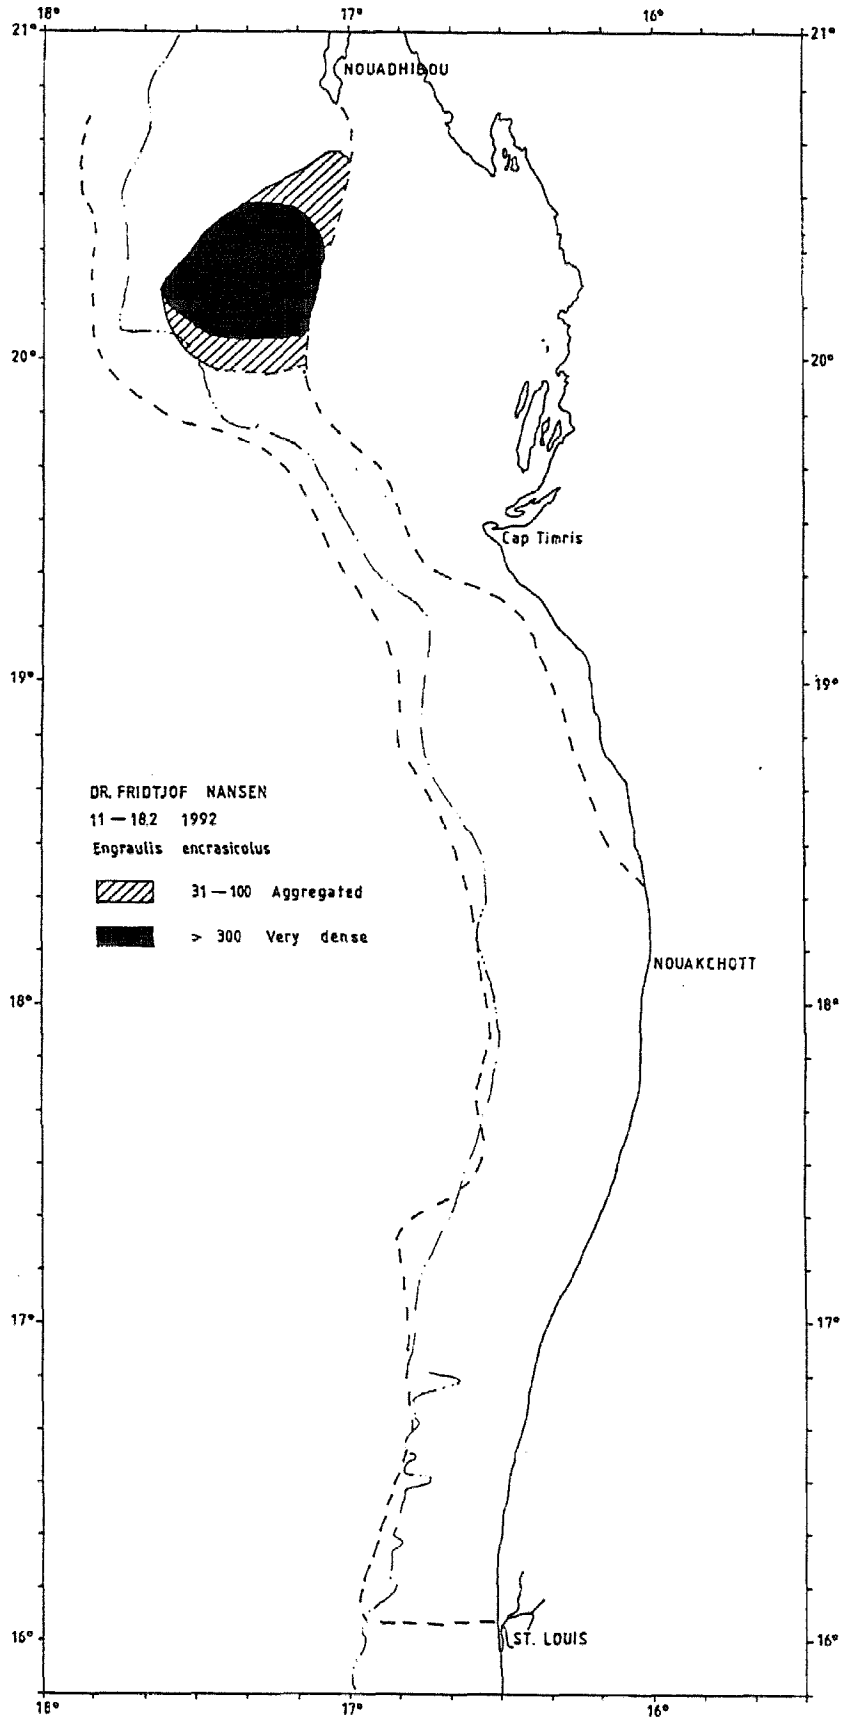 18° 17° 16°
21° 21°
NOUADHIBOU
20° 20°
Cap Timris
19° 19°
DR. FRIDTJOF NANSEN
11 — 18.2 1992
Engraulis encrasicolus
31 — 100 Aggregated
> 300 Very dense
NOUAKCHOTT
18° 18°
17° 17°
16° 16°
ST. LOUIS
18° 17° 16°